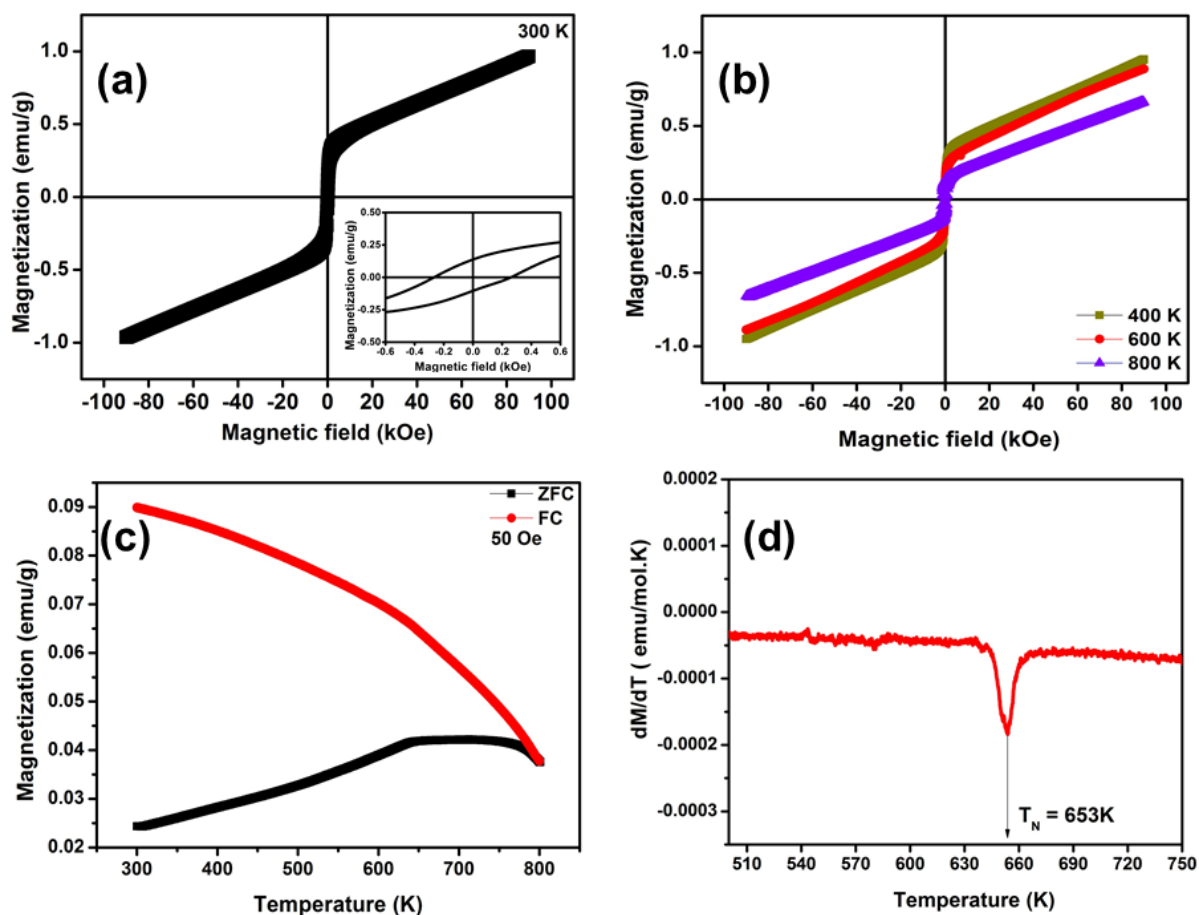 (a)
300 K
Magnetization (emu/g)
1.0
0.5
0.0
-0.5
-1.0
-100 -80 -60 -40 -20 0 20 40 60 80 100
Magnetic field (kOe)
Magnetization (emu/g)
0.50
0.25
0.00
-0.25
-0.50
-0.6 -0.4 -0.2 0.0 0.2 0.4 0.6
Magnetic field (kOe)
(b)
Magnetization (emu/g)
1.0
0.5
0.0
-0.5
-1.0
400 K
600 K
800 K
-100 -80 -60 -40 -20 0 20 40 60 80 100
Magnetic field (kOe)
(c)
ZFC
FC
50 Oe
Magnetization (emu/g)
0.09
0.08
0.07
0.06
0.05
0.04
0.03
0.02
300 400 500 600 700 800
Temperature (K)
(d)
dM/dT ( emu/mol.K)
0.0002
0.0001
0.0000
-0.0001
-0.0002
-0.0003
T_N = 653K
510 540 570 600 630 660 690 720 750
Temperature (K)